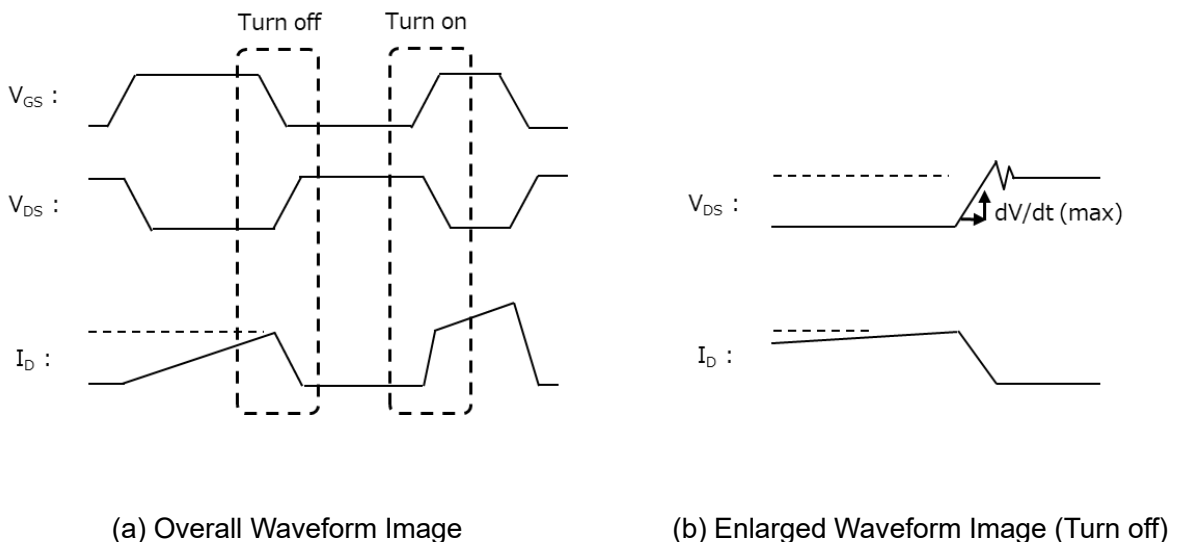 Turn off
Turn on
VGS :
VDS :
ID :
(a) Overall Waveform Image
VDS :
dV/dt (max)
ID :
(b) Enlarged Waveform Image (Turn off)